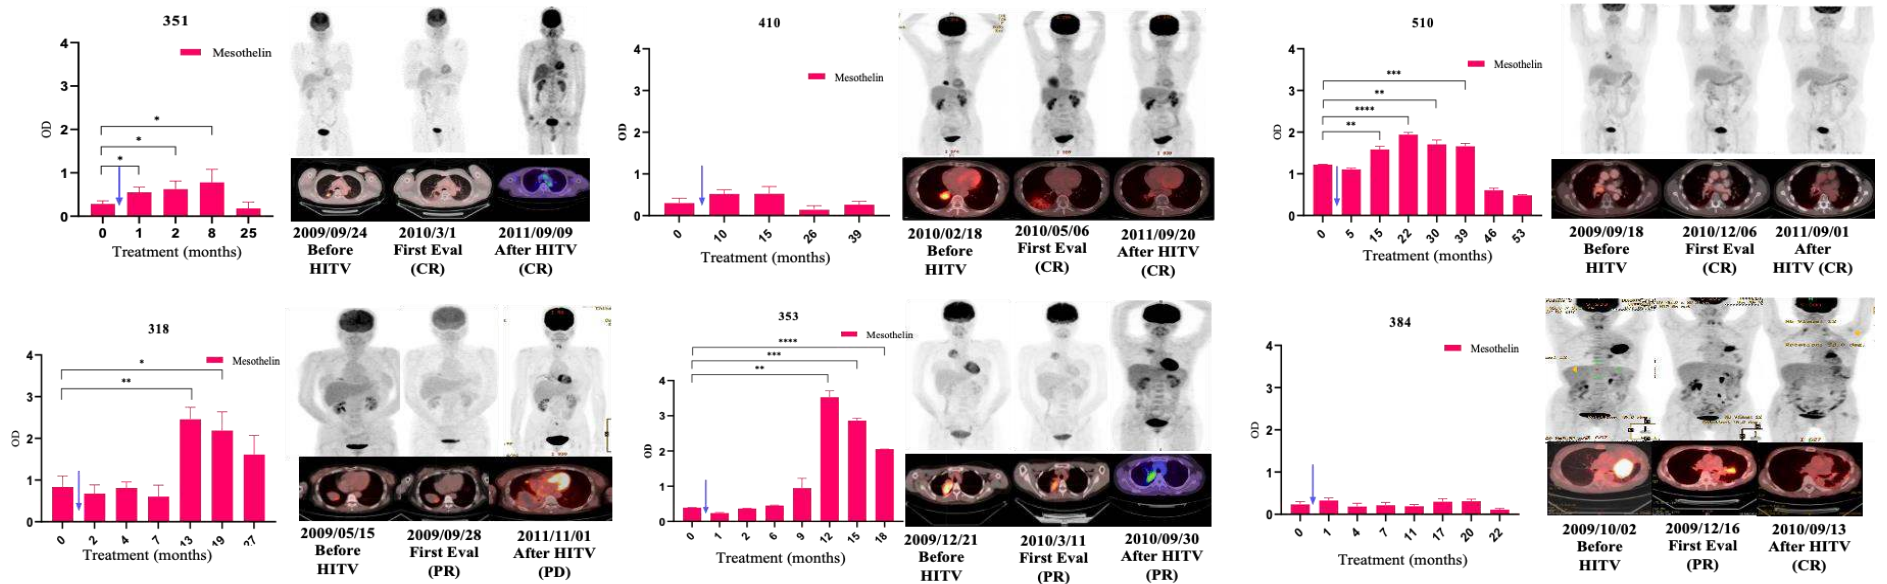 351
4
3
2
1
0
OD
Mesothelin
*
*
*
0 1 2 8 25
Treatment (months)
2009/09/24
Before
HITV
2010/3/1
First Eval
(CR)
2011/09/09
After HITV
(CR)
410
4
3
2
1
0
OD
Mesothelin
0 10 15 26 39
Treatment (months)
2010/02/18
Before
HITV
2010/05/06
First Eval
(CR)
2011/09/20
After HITV
(CR)
510
4
3
2
1
0
OD
Mesothelin
***
**
****
**
0 5 15 22 30 39 46 53
Treatment (months)
2009/09/18
Before
HITV
2010/12/06
First Eval
(CR)
2011/09/01
After
HITV (CR)
318
4
3
2
1
0
OD
Mesothelin
*
**
0 2 4 7 13 19 27
Treatment (months)
2009/05/15
Before
HITV
2009/09/28
First Eval
(PR)
2011/11/01
After HITV
(PD)
353
4
3
2
1
0
OD
Mesothelin
****
***
**
0 1 2 6 9 12 15 18
Treatment (months)
2009/12/21
Before
HITV
2010/3/11
First Eval
(PR)
2010/09/30
After HITV
(PR)
384
4
3
2
1
0
OD
Mesothelin
0 1 4 7 11 17 20 22
Treatment (months)
2009/10/02
Before
HITV
2009/12/16
First Eval
(PR)
2010/09/13
After HITV
(CR)